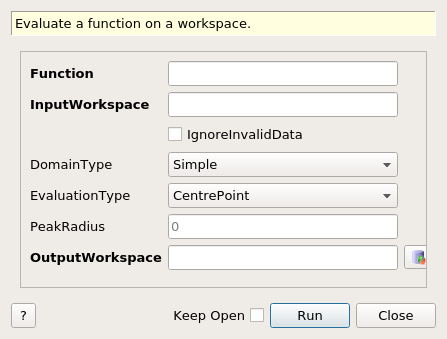 Evaluate a function on a workspace.
Function
InputWorkspace
IgnoreInvalidData
DomainType Simple
EvaluationType CentrePoint
PeakRadius 0
OutputWorkspace
? Keep Open Run Close